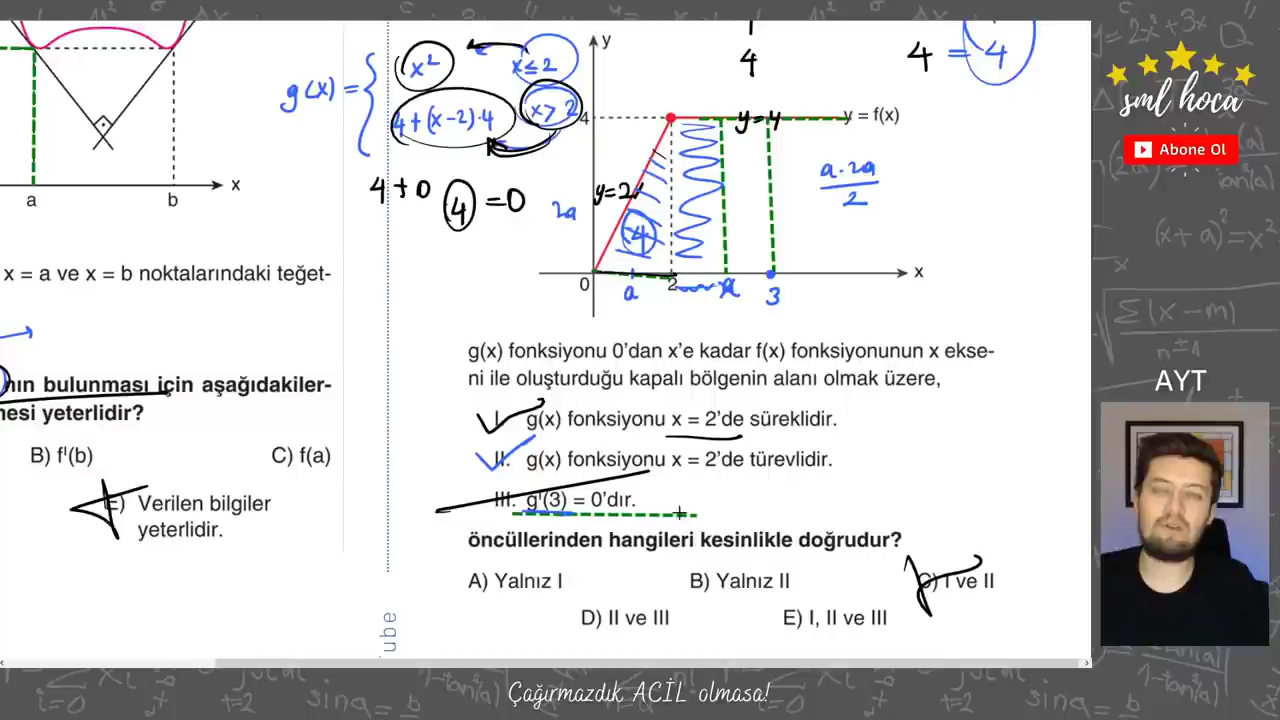 x = a ve x = b noktalarındaki teğet-
nın bulunması için aşağıdakiler-
nesi yeterlidir?
B) f'(b)
C) f(a)
E) Verilen bilgiler
yeterlidir.
a
b
x
g(x) =
x²
x ≤ 2
4+(x-2)·4
x > 2
4+0
4 =0
2a
y
4
y=4
y = f(x)
y=2x
4
a·2a
2
0
a
2
x
3
x
4
4 = 4
g(x) fonksiyonu 0'dan x'e kadar f(x) fonksiyonunun x ekse-
ni ile oluşturduğu kapalı bölgenin alanı olmak üzere,
I. g(x) fonksiyonu x = 2'de süreklidir.
II. g(x) fonksiyonu x = 2'de türevlidir.
III. g'(3) = 0'dır.
öncüllerinden hangileri kesinlikle doğrudur?
A) Yalnız I
B) Yalnız II
C) I ve II
D) II ve III
E) I, II ve III
ube
sml hoca
Abone Ol
AYT
Çağırmazdık ACİL olmasa!